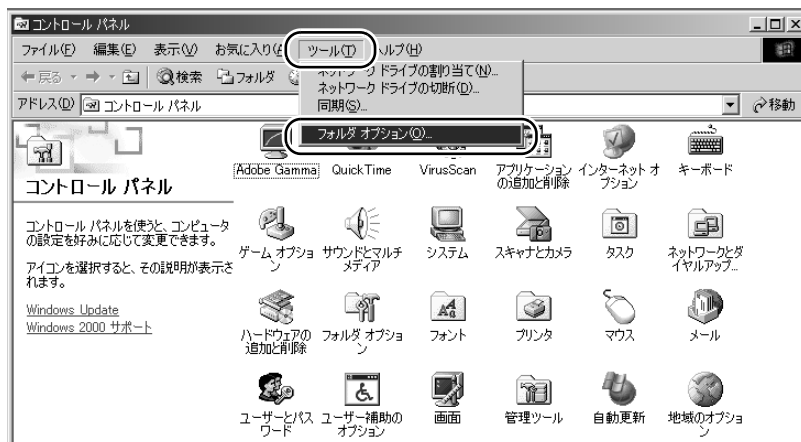 コントロール パネル
ファイル(F) 編集(E) 表示(V) お気に入り(A) ツール(T) ヘルプ(H)
戻る 検索 フォルダ
ネットワーク ドライブの割り当て(N)...
ネットワーク ドライブの切断(D)...
同期(S)...
フォルダ オプション(O)...
アドレス(D) コントロール パネル 移動
コントロール パネル
コントロール パネルを使うと、コンピュータ
の設定を好みに応じて変更できます。
アイコンを選択すると、その説明が表示さ
れます。
Windows Update
Windows 2000 サポート
Adobe Gamma QuickTime VirusScan アプリケーション インターネット オ キーボード
の追加と削除 プション
ゲーム オプショ サウンドとマルチ システム スキャナとカメラ タスク ネットワークとダ
ン メディア イヤルアップ...
ハードウェアの フォルダ オプショ フォント プリンタ マウス メール
追加と削除 ン
ユーザーとパス ユーザー補助の 画面 管理ツール 自動更新 地域のオプショ
ワード オプション ン